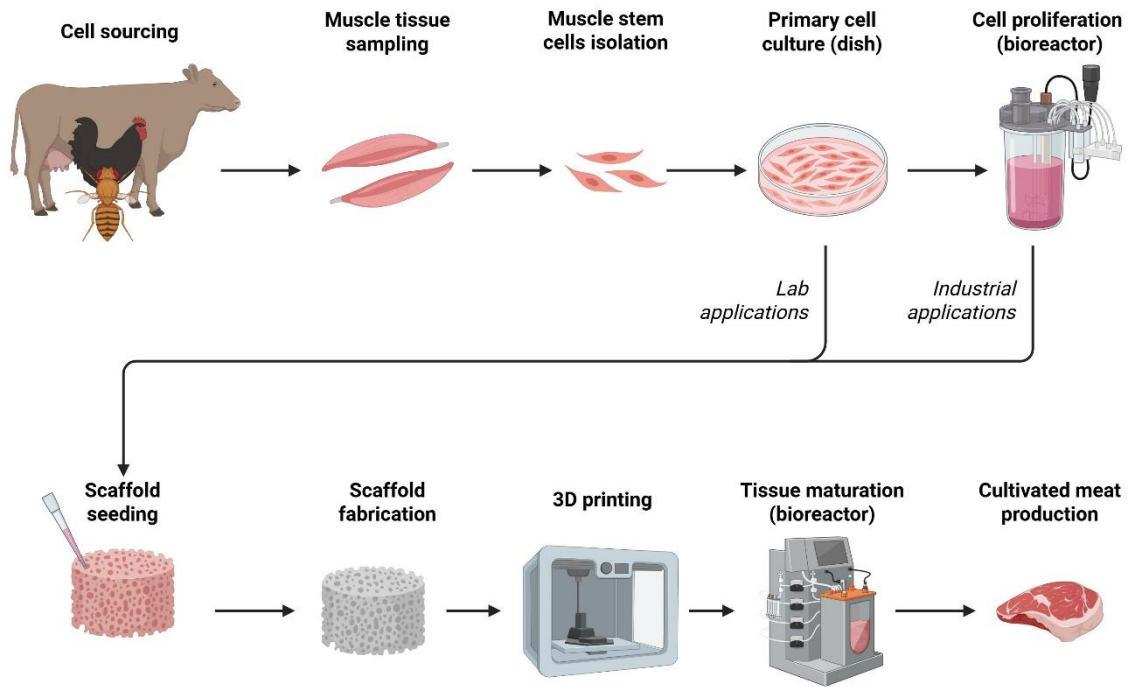 Cell sourcing
Muscle tissue
sampling
Muscle stem
cells isolation
Primary cell
culture (dish)
Cell proliferation
(bioreactor)
Lab
applications
Industrial
applications
Scaffold
seeding
Scaffold
fabrication
3D printing
Tissue maturation
(bioreactor)
Cultivated meat
production